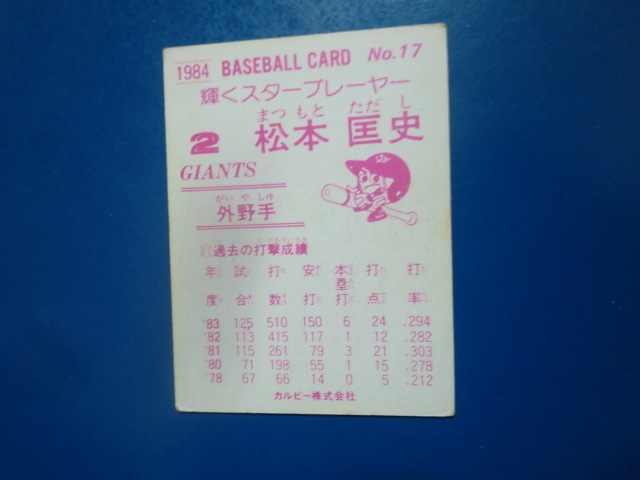 1984 BASEBALL CARD No.17
輝くスタープレーヤー
まつ もと ただ し
2 松本 匡史
GIANTS
がい や しゅ
外野手
過去の打撃成績
年度 試合 打数 安打 本塁打 打点 打率
'83 125 510 150 6 24 .294
'82 113 415 117 1 12 .282
'81 115 261 79 3 21 .303
'80 71 198 55 1 15 .278
'78 67 66 14 0 5 .212
カルビー株式会社